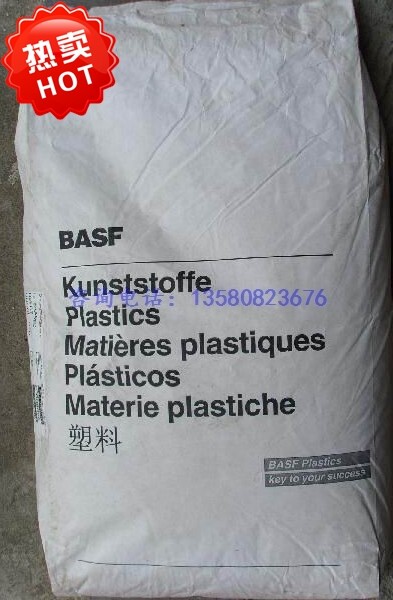 热卖
HOT
BASF
Kunststoffe
咨询电话：13580823676
Plastics
Matières plastiques
Plásticos
Materie plastiche
塑料
BASF Plastics
key to your success